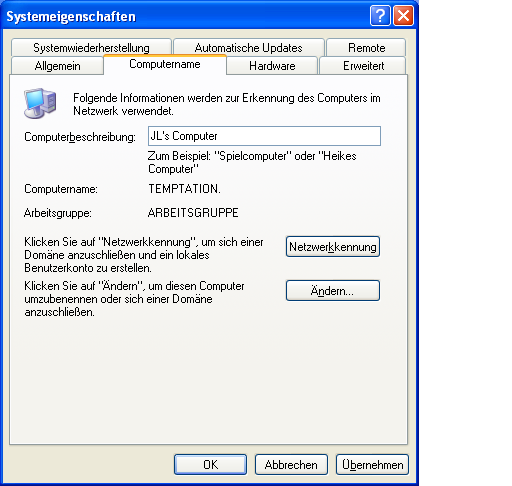 Systemeigenschaften
Systemwiederherstellung Automatische Updates Remote
Allgemein Computername Hardware Erweitert
Folgende Informationen werden zur Erkennung des Computers im
Netzwerk verwendet.
Computerbeschreibung: JL's Computer
Zum Beispiel: "Spielcomputer" oder "Heikes
Computer"
Computername: TEMPTATION.
Arbeitsgruppe: ARBEITSGRUPPE
Klicken Sie auf "Netzwerkkennung", um sich einer
Domäne anzuschließen und ein lokales
Benutzerkonto zu erstellen.
Netzwerkkennung
Klicken Sie auf "Ändern", um diesen Computer
umzubenennen oder sich einer Domäne
anzuschließen.
Ändern...
OK Abbrechen Übernehmen